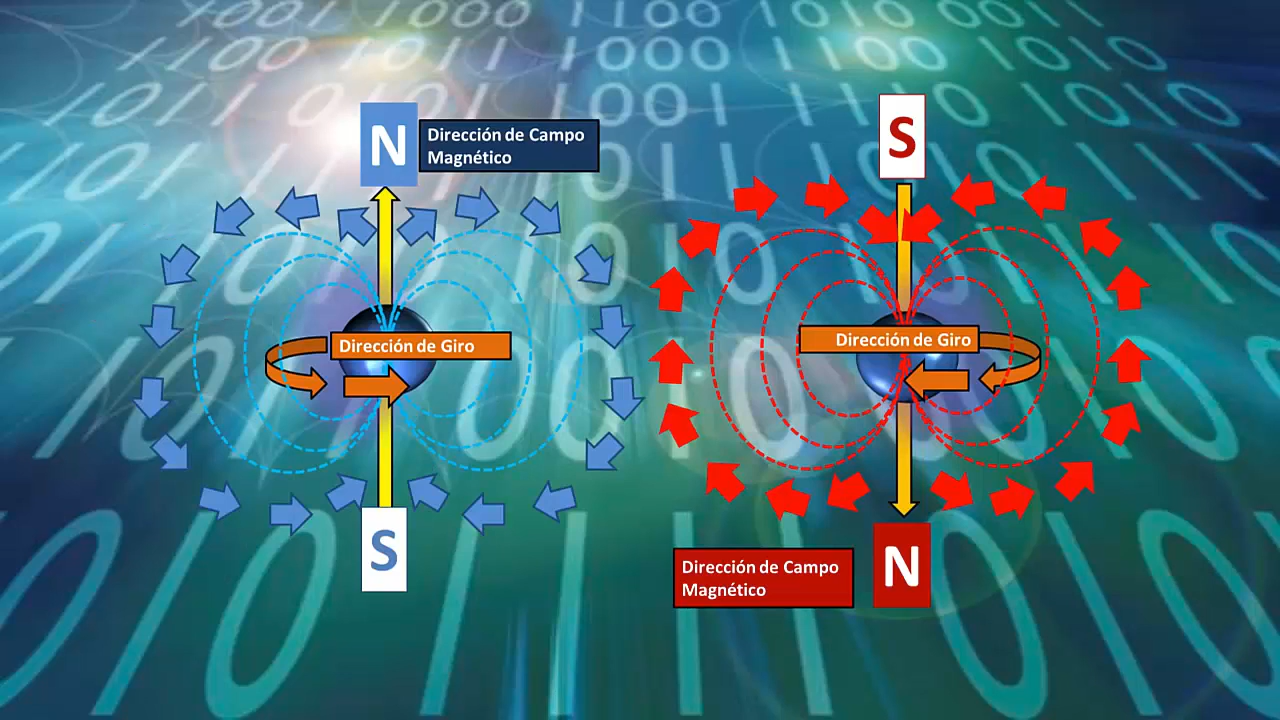 N
Dirección de Campo
Magnético
S
Dirección de Giro
Dirección de Giro
S
Dirección de Campo
Magnético
N